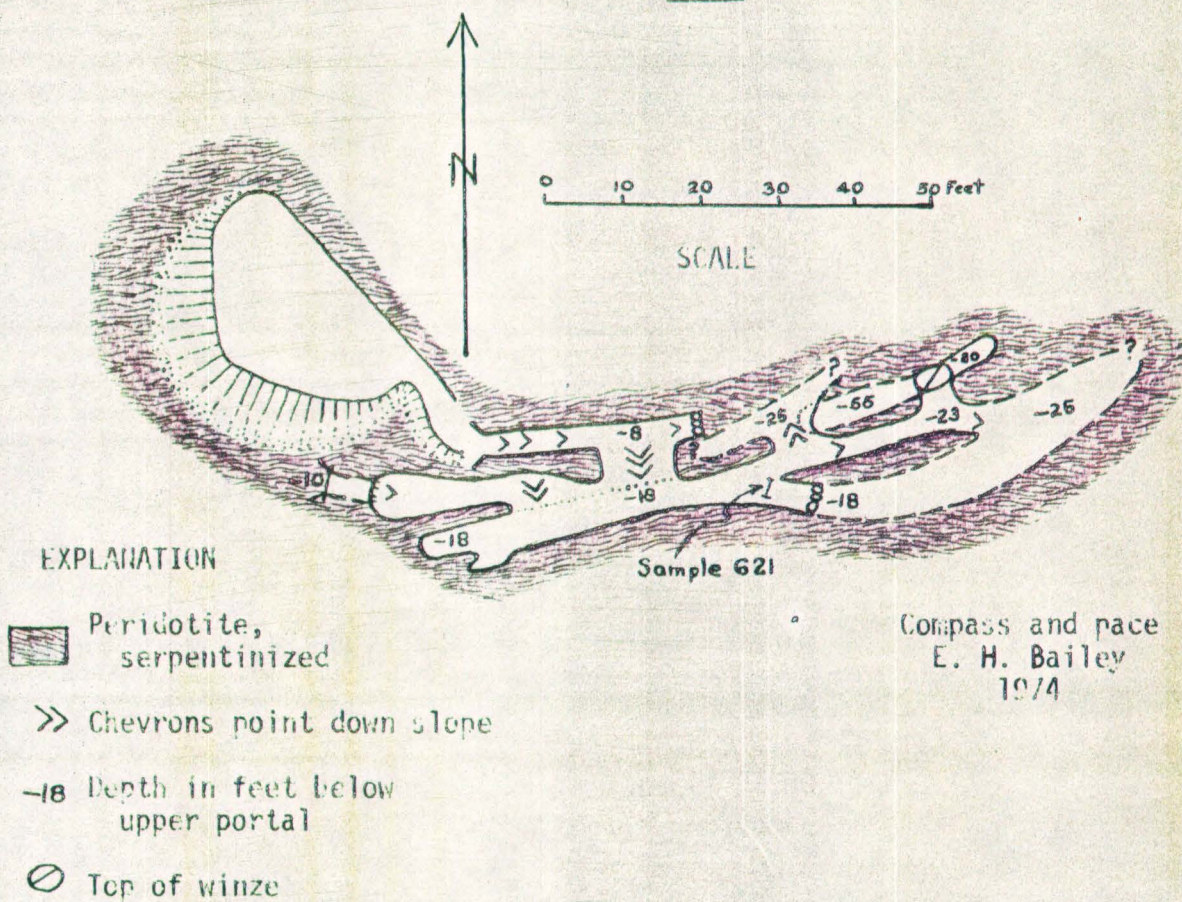 N
0 10 20 30 40 50 Feet
SCALE
?
?
-80
-55
-25
-23
-25
-8
-10
-18
-18
-18
I
Sample 621
EXPLANATION
Peridotite,
serpentinized
>> Chevrons point down slope
-18 Depth in feet below
upper portal
Top of winze
Compass and pace
E. H. Bailey
1974